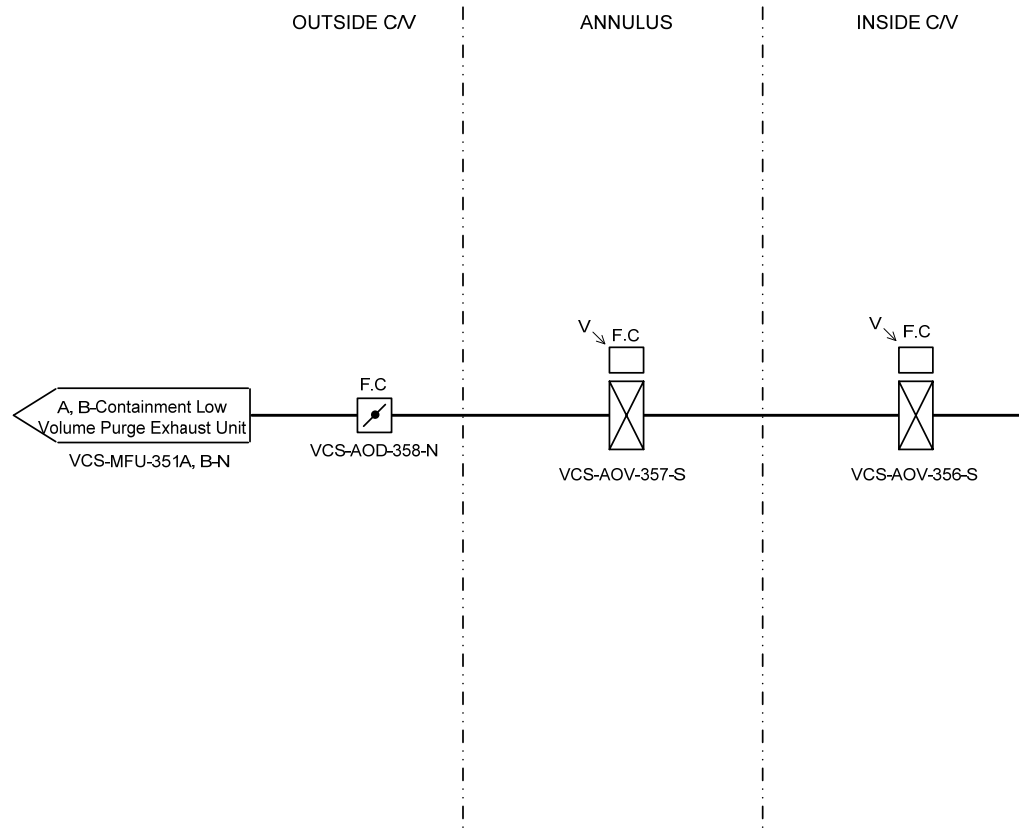 OUTSIDE C/V
ANNULUS
INSIDE C/V
V
F.C
V
F.C
F.C
A, B-Containment Low
Volume Purge Exhaust Unit
VCS-MFU-351A, B-N
VCS-AOD-358-N
VCS-AOV-357-S
VCS-AOV-356-S